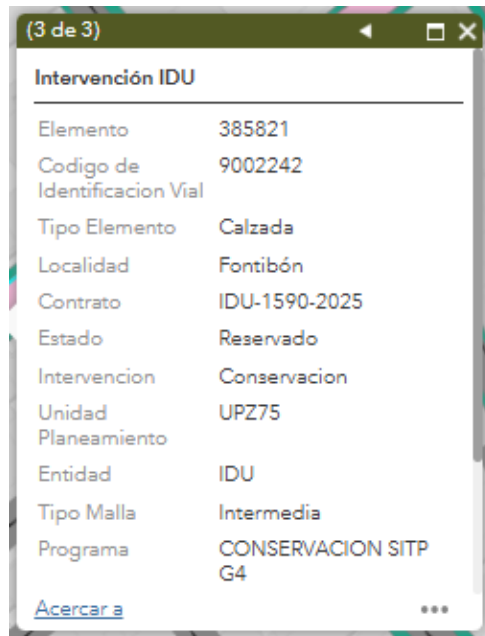 (3 de 3)
Intervención IDU
Elemento 385821
Codigo de 9002242
Identificacion Vial
Tipo Elemento Calzada
Localidad Fontibón
Contrato IDU-1590-2025
Estado Reservado
Intervencion Conservacion
Unidad UPZ75
Planeamiento
Entidad IDU
Tipo Malla Intermedia
Programa CONSERVACION SITP
G4
Acercar a